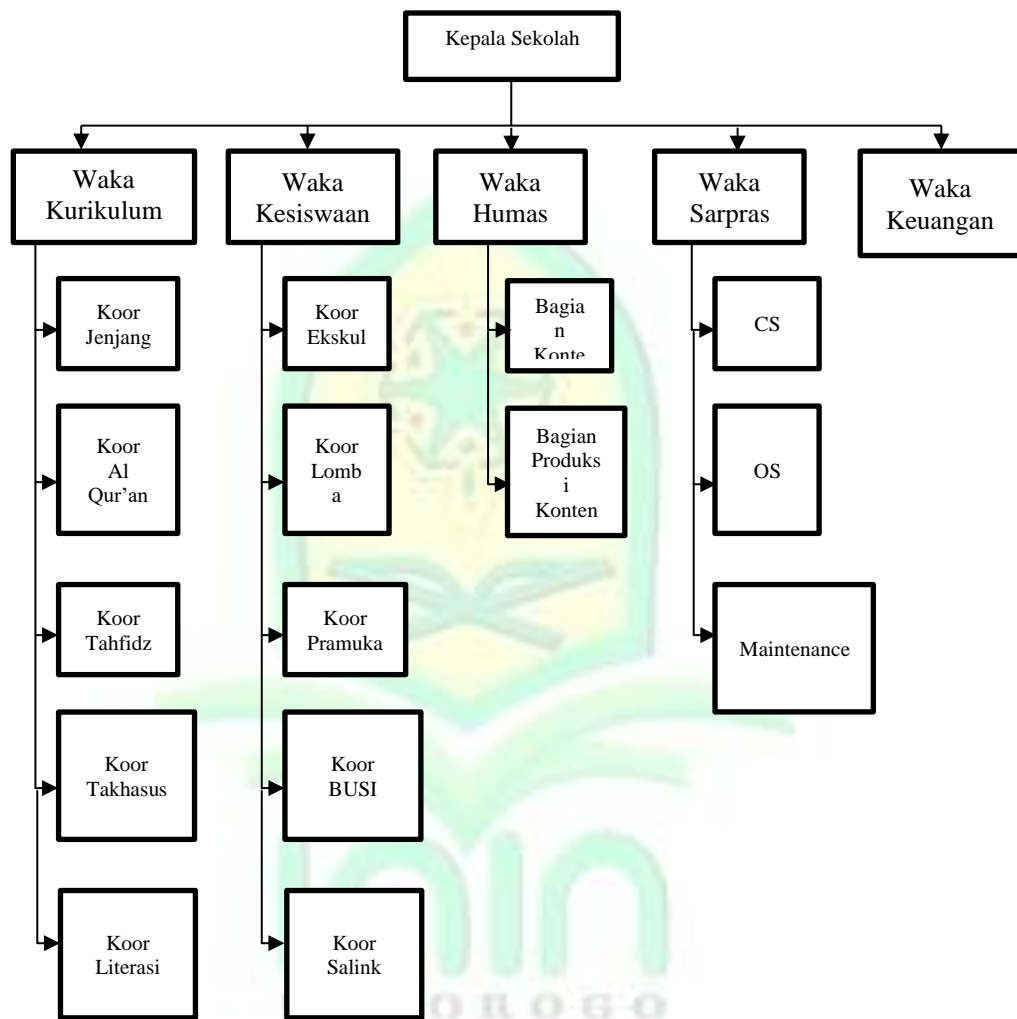 Kepala Sekolah
Waka
Kurikulum
Waka
Kesiswaan
Waka
Humas
Waka
Sarpras
Waka
Keuangan
Koor
Jenjang
Koor
Ekskul
Bagia
n
Konte
CS
Koor
Al
Qur’an
Koor
Lomb
a
Bagian
Produks
i
Konten
OS
Koor
Tahfidz
Koor
Pramuka
Maintenance
Koor
Takhasus
Koor
BUSI
Koor
Literasi
Koor
Salink
OROGO